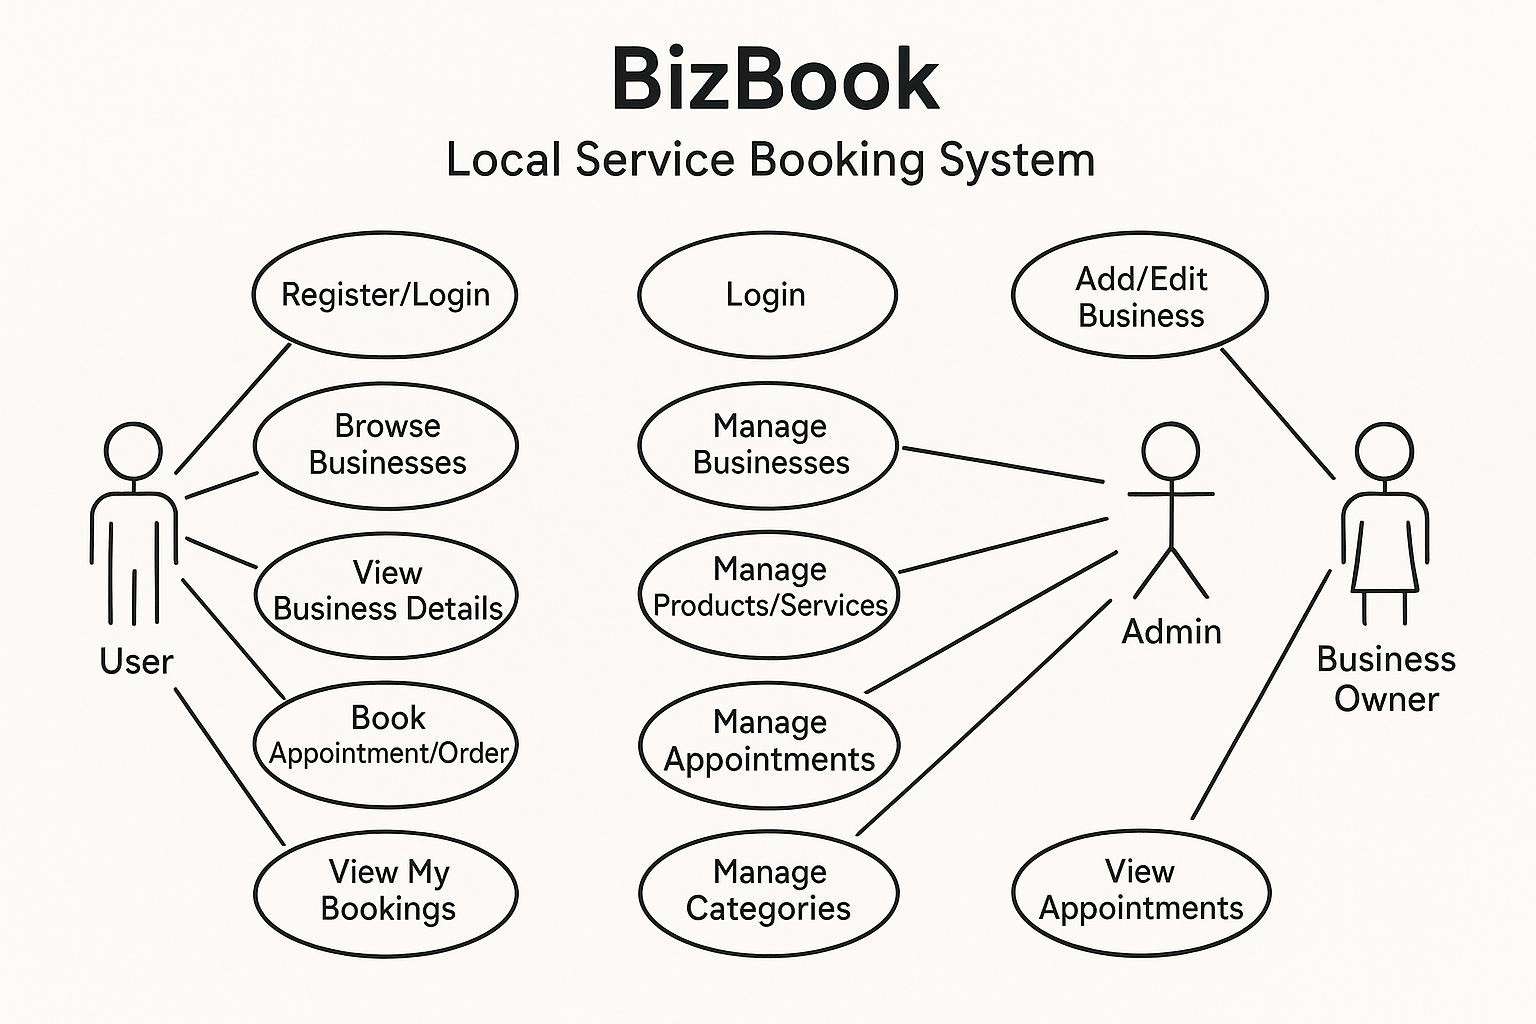 BizBook
Local Service Booking System
Register/Login
Browse
Businesses
View
Business Details
Book
Appointment/Order
View My
Bookings
User
Login
Manage
Businesses
Manage
Products/Services
Manage
Appointments
Manage
Categories
Add/Edit
Business
Admin
Business
Owner
View
Appointments